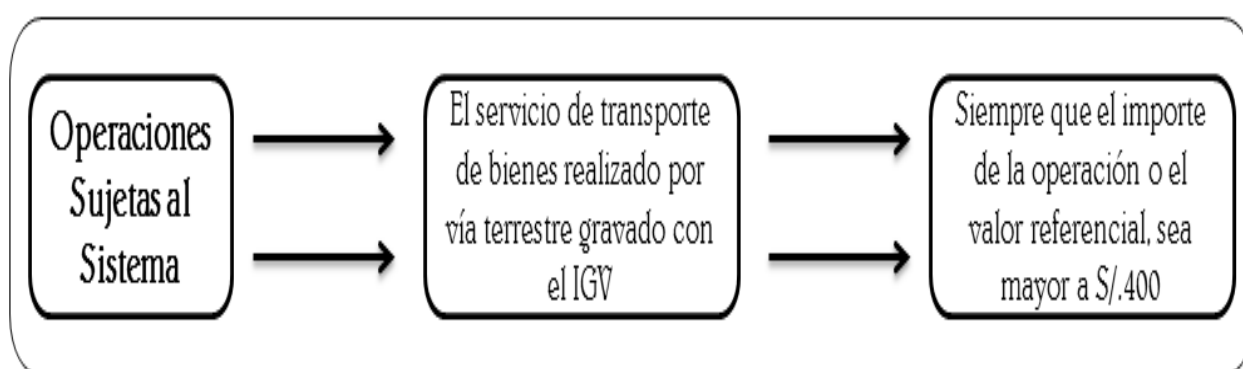 Operaciones
Sujetas al
Sistema
El servicio de transporte
de bienes realizado por
vía terrestre gravado con
el IGV
Siempre que el importe
de la operación o el
valor referencial, sea
mayor a S/.400